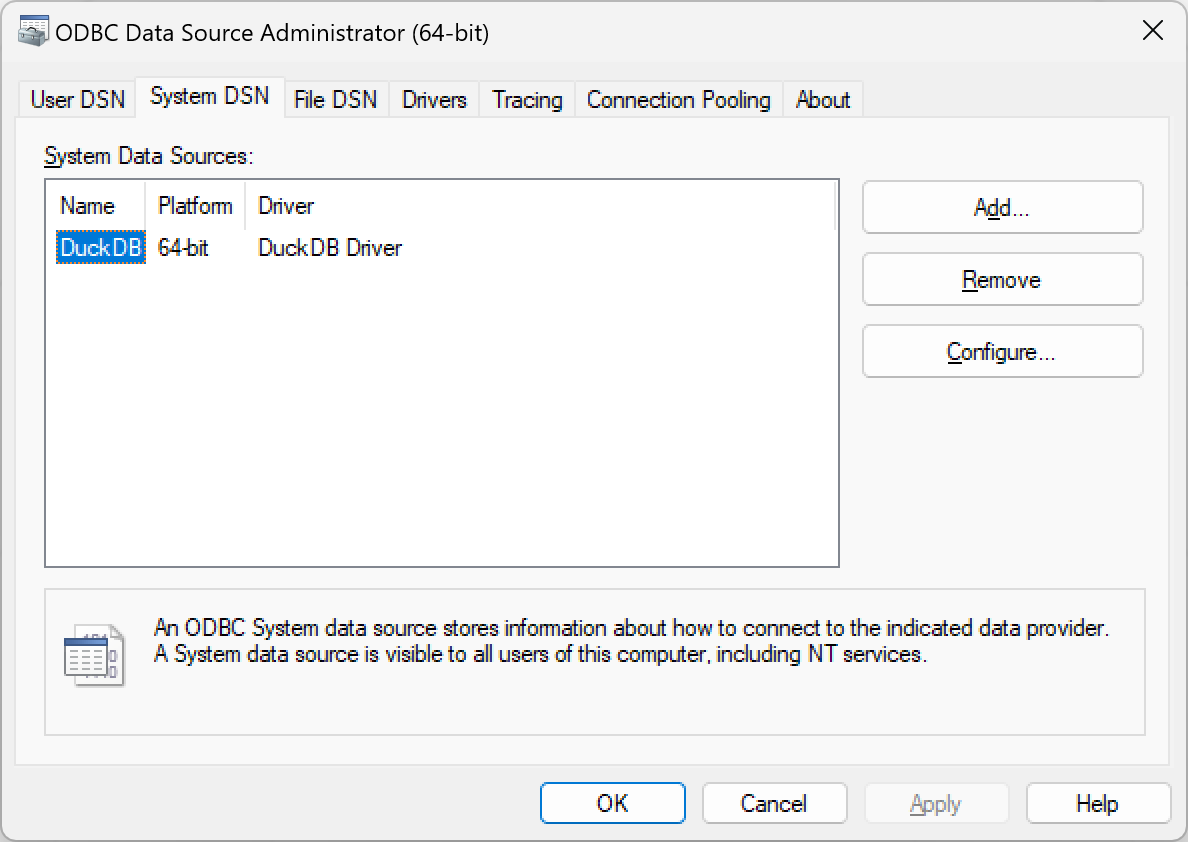 ODBC Data Source Administrator (64-bit)
User DSN System DSN File DSN Drivers Tracing Connection Pooling About
System Data Sources:
Name Platform Driver
DuckDB 64-bit DuckDB Driver
Add...
Remove
Configure...
An ODBC System data source stores information about how to connect to the indicated data provider.
A System data source is visible to all users of this computer, including NT services.
OK Cancel Apply Help